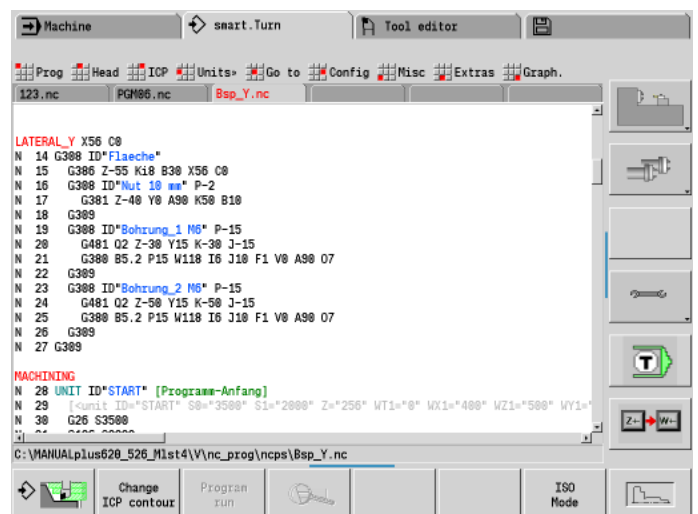 Machine smart.Turn Tool editor
Prog Head ICP Units» Go to Config Misc Extras Graph.
123.nc PGM06.nc Bsp_Y.nc
LATERAL_Y X56 C0
N 14 G308 ID"Flaeche"
N 15 G386 Z-55 Ki8 B30 X56 C0
N 16 G308 ID"Nut 10 mm" P-2
N 17 G381 Z-40 Y0 A90 K50 B10
N 18 G309
N 19 G308 ID"Bohrung_1 M6" P-15
N 20 G481 Q2 Z-30 Y15 K-30 J-15
N 21 G380 B5.2 P15 W118 I6 J10 F1 V0 A90 O7
N 22 G309
N 23 G308 ID"Bohrung_2 M6" P-15
N 24 G481 Q2 Z-50 Y15 K-50 J-15
N 25 G380 B5.2 P15 W118 I6 J10 F1 V0 A90 O7
N 26 G309
N 27 G309
MACHINING
N 28 UNIT ID"START" [Programm-Anfang]
N 29 [<unit ID="START" S0="3500" S1="2000" Z="256" WT1="0" WX1="400" WZ1="500" WY1="
N 30 G26 S3500
C:\MANUALplus620_526_Mlst4\V\nc_prog\ncps\Bsp_Y.nc
T
Z← W←
Change ICP contour
Program run
ISO Mode